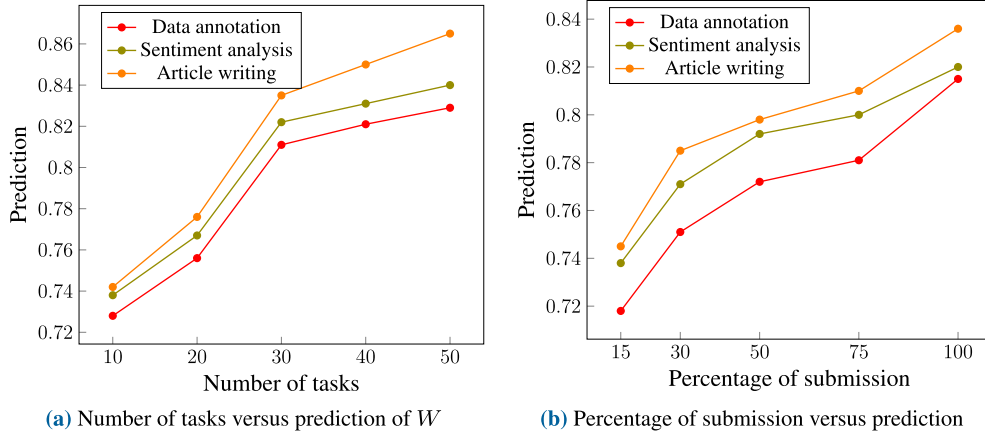 Data annotation
Sentiment analysis
Article writing
0.86
0.84
0.82
0.8
0.78
0.76
0.74
0.72
Prediction
10 20 30 40 50
Number of tasks
(a) Number of tasks versus prediction of W
Data annotation
Sentiment analysis
Article writing
0.84
0.82
0.8
0.78
0.76
0.74
0.72
Prediction
15 30 50 75 100
Percentage of submission
(b) Percentage of submission versus prediction